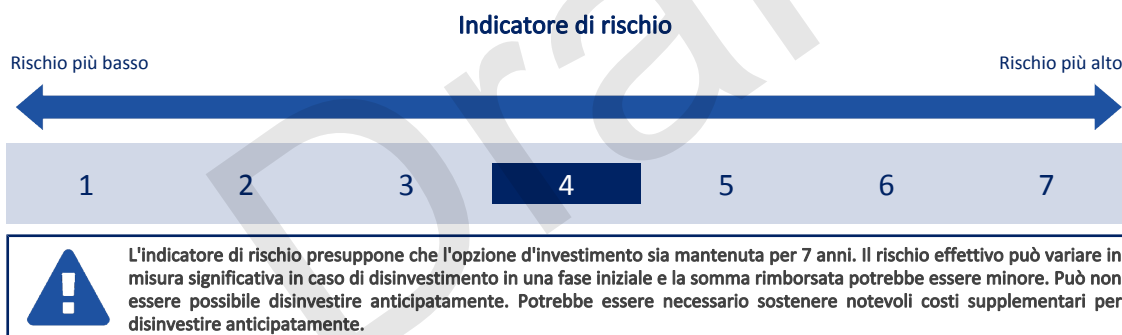 Indicatore di rischio
Rischio più basso Rischio più alto
1 2 3 4 5 6 7
L'indicatore di rischio presuppone che l'opzione d'investimento sia mantenuta per 7 anni. Il rischio effettivo può variare in
misura significativa in caso di disinvestimento in una fase iniziale e la somma rimborsata potrebbe essere minore. Può non
essere possibile disinvestire anticipatamente. Potrebbe essere necessario sostenere notevoli costi supplementari per
disinvestire anticipatamente.